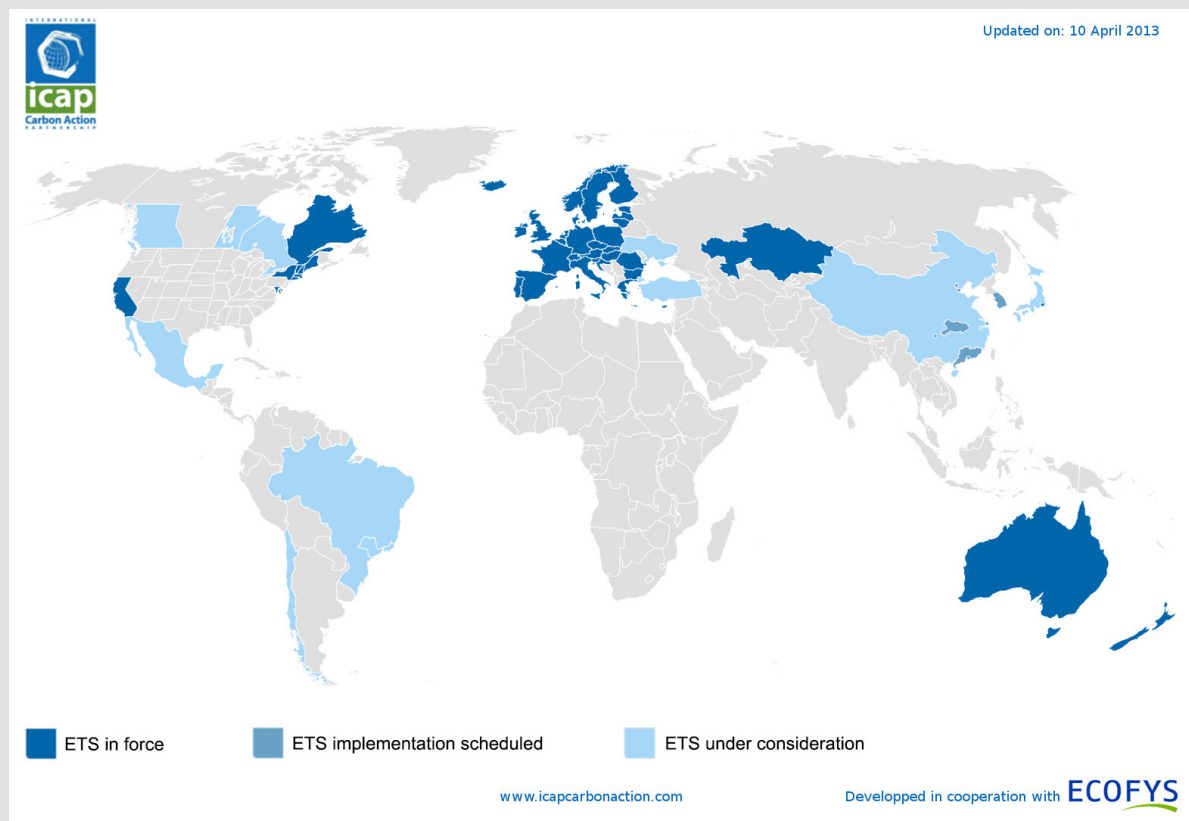 INTERNATIONAL
icap
Carbon Action
PARTNERSHIP
Updated on: 10 April 2013
ETS in force
ETS implementation scheduled
ETS under consideration
www.icapcarbonaction.com
Developped in cooperation with ECOFYS